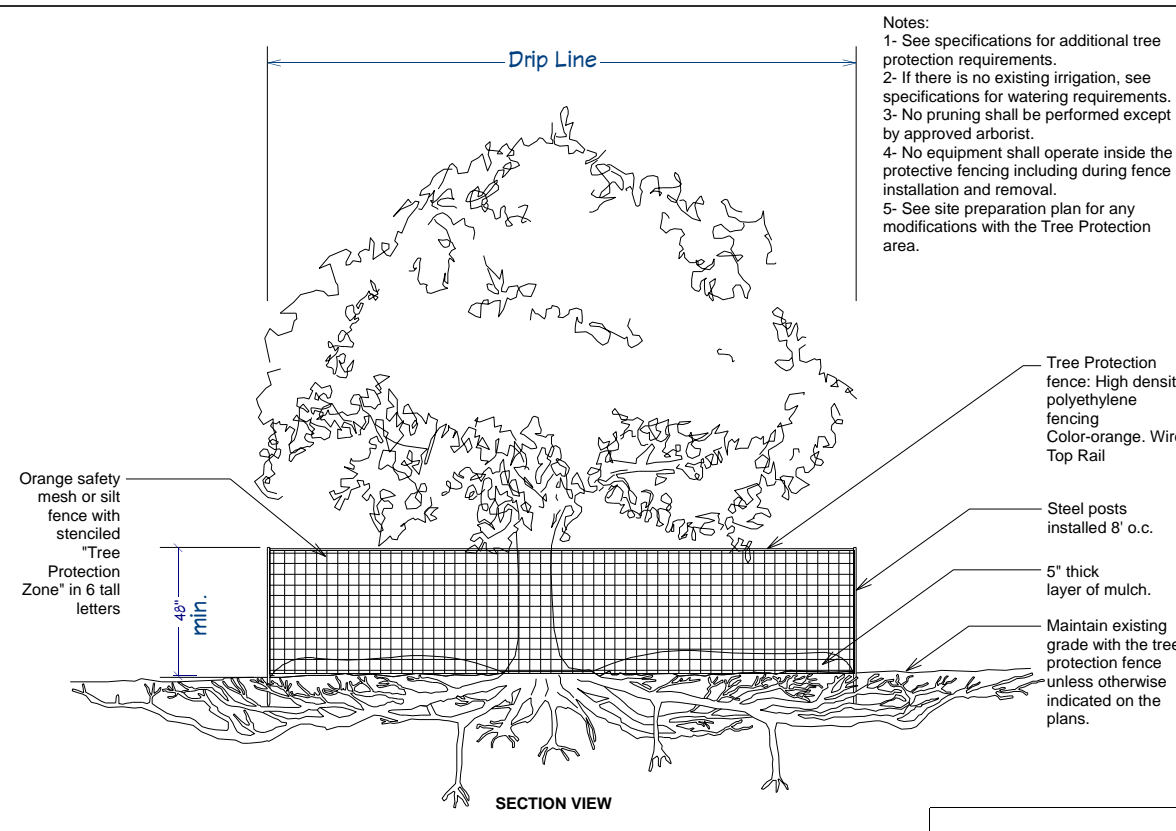 Notes:
1- See specifications for additional tree
protection requirements.
2- If there is no existing irrigation, see
specifications for watering requirements.
3- No pruning shall be performed except
by approved arborist.
4- No equipment shall operate inside the
protective fencing including during fence
installation and removal.
5- See site preparation plan for any
modifications with the Tree Protection
area.
Drip Line
Tree Protection
fence: High densit
polyethylene
fencing
Color-orange. Wir
Top Rail
Orange safety
mesh or silt
fence with
stenciled
"Tree
Protection
Zone" in 6 tall
letters
48"
min.
Steel posts
installed 8' o.c.
5" thick
layer of mulch.
Maintain existing
grade with the tree
protection fence
unless otherwise
indicated on the
plans.
SECTION VIEW